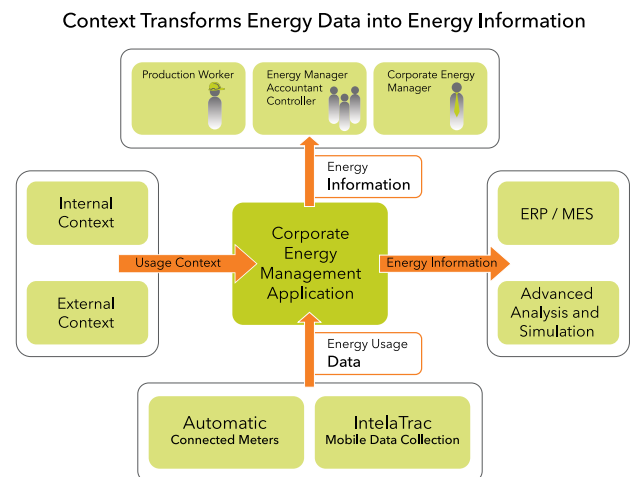 Context Transforms Energy Data into Energy Information
Production Worker
Energy Manager
Accountant
Controller
Corporate Energy
Manager
Energy
Information
Internal
Context
External
Context
Usage Context
Corporate
Energy
Management
Application
Energy Information
ERP / MES
Advanced
Analysis and
Simulation
Energy Usage
Data
Automatic
Connected Meters
IntelaTrac
Mobile Data Collection